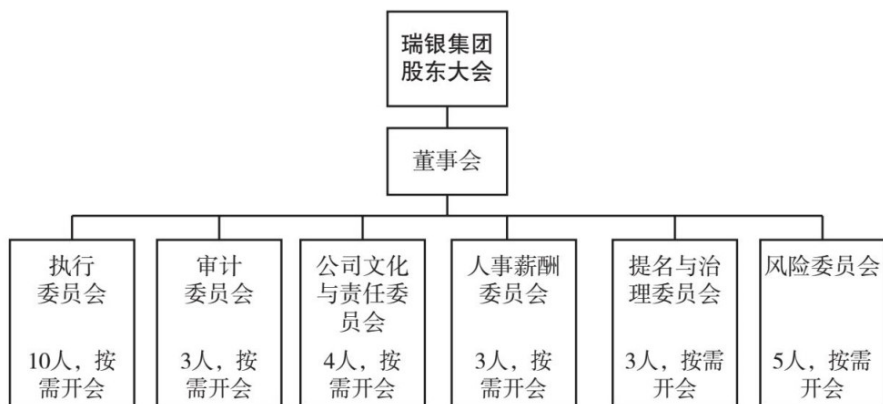 瑞银集团
股东大会
董事会
执行
委员会
10人，按
需开会
审计
委员会
3人，按
需开会
公司文化
与责任委
员会
4人，按
需开会
人事薪酬
委员会
3人，按
需开会
提名与治
理委员会
3人，按需
开会
风险委员会
5人，按需
开会